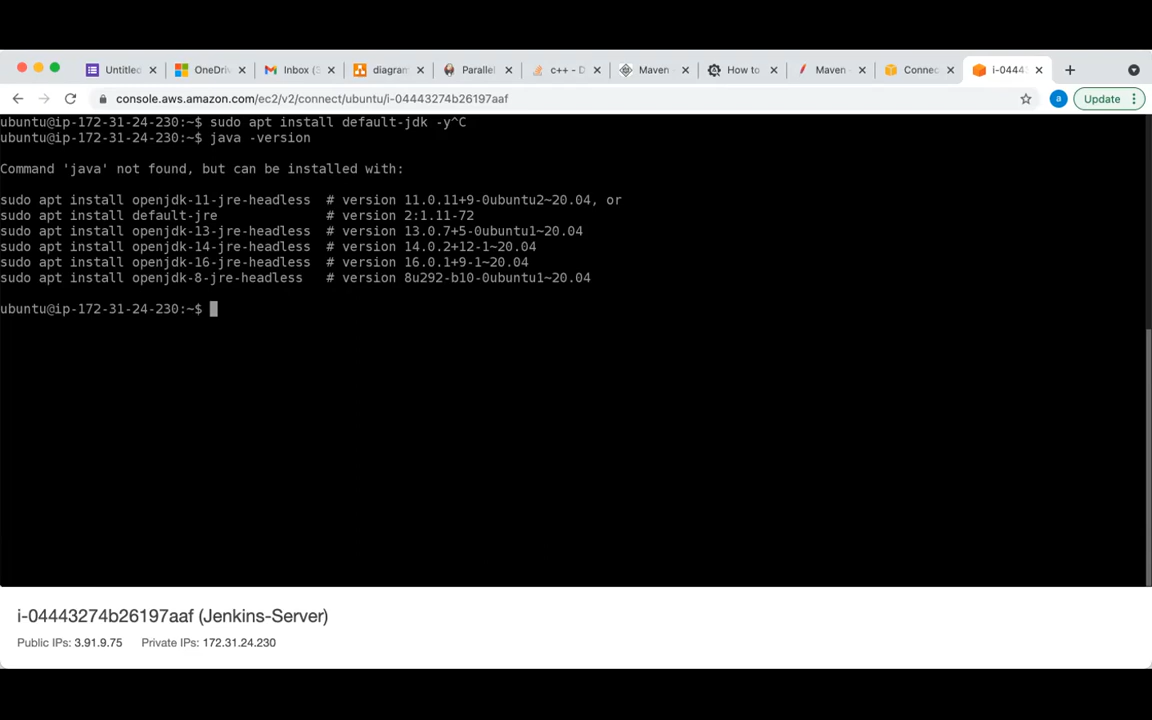 Untitled
OneDriv
Inbox (3
diagram
Parallel
c++ - D
Maven
How to
Maven
Connec
i-0444
console.aws.amazon.com/ec2/v2/connect/ubuntu/i-04443274b26197aaf
a
Update
ubuntu@ip-172-31-24-230:~$ sudo apt install default-jdk -y^C
ubuntu@ip-172-31-24-230:~$ java -version
Command 'java' not found, but can be installed with:
sudo apt install openjdk-11-jre-headless  # version 11.0.11+9-0ubuntu2~20.04, or
sudo apt install default-jre              # version 2:1.11-72
sudo apt install openjdk-13-jre-headless  # version 13.0.7+5-0ubuntu1~20.04
sudo apt install openjdk-14-jre-headless  # version 14.0.2+12-1~20.04
sudo apt install openjdk-16-jre-headless  # version 16.0.1+9-1~20.04
sudo apt install openjdk-8-jre-headless   # version 8u292-b10-0ubuntu1~20.04
ubuntu@ip-172-31-24-230:~$
i-04443274b26197aaf (Jenkins-Server)
Public IPs: 3.91.9.75 Private IPs: 172.31.24.230